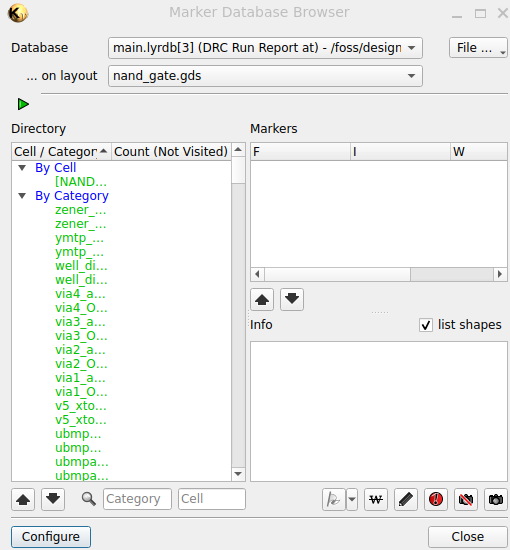 Marker Database Browser
Database main.lyrdb[3] (DRC Run Report at) - /foss/design File ...
... on layout nand_gate.gds
Directory Markers
Cell / Category Count (Not Visited) F I W
By Cell
[NAND...
By Category
zener_...
zener_...
ymtp_...
ymtp_...
well_di...
well_di...
via4_a...
via4_O...
via3_a...
via3_O...
via2_a...
via2_O...
via1_a...
via1_O...
v5_xto...
v5_xto...
ubmp...
ubmp...
ubmpa...
ubmpa...
Info list shapes
Category Cell W
Configure Close